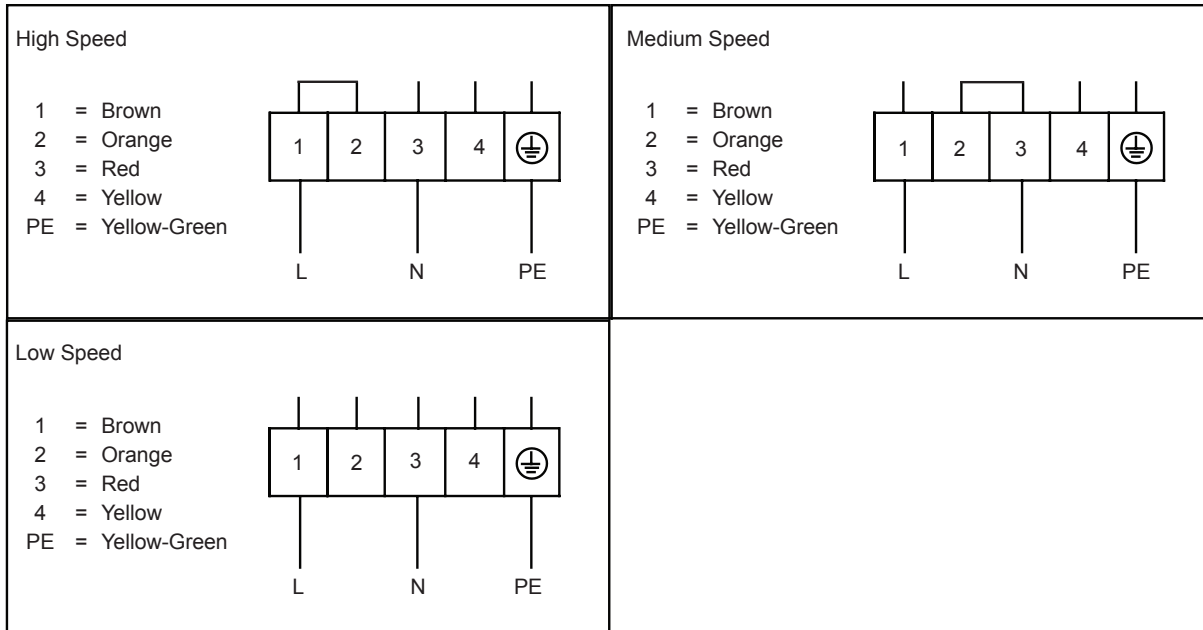 High Speed
1 = Brown
2 = Orange
3 = Red
4 = Yellow
PE = Yellow-Green
1 2 3 4
L N PE
Medium Speed
1 = Brown
2 = Orange
3 = Red
4 = Yellow
PE = Yellow-Green
1 2 3 4
L N PE
Low Speed
1 = Brown
2 = Orange
3 = Red
4 = Yellow
PE = Yellow-Green
1 2 3 4
L N PE